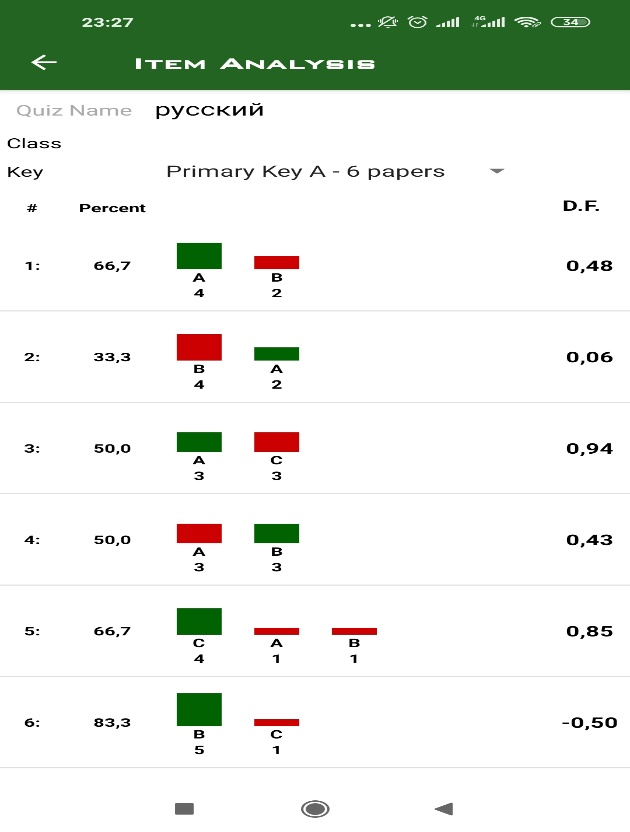 23:27 4G 34
Item Analysis
Quiz Name русский
Class
Key Primary Key A - 6 papers
# Percent D.F.
1: 66,7 A 4 B 2 0,48
2: 33,3 B 4 A 2 0,06
3: 50,0 A 3 C 3 0,94
4: 50,0 A 3 B 3 0,43
5: 66,7 C 4 A 1 B 1 0,85
6: 83,3 B 5 C 1 -0,50